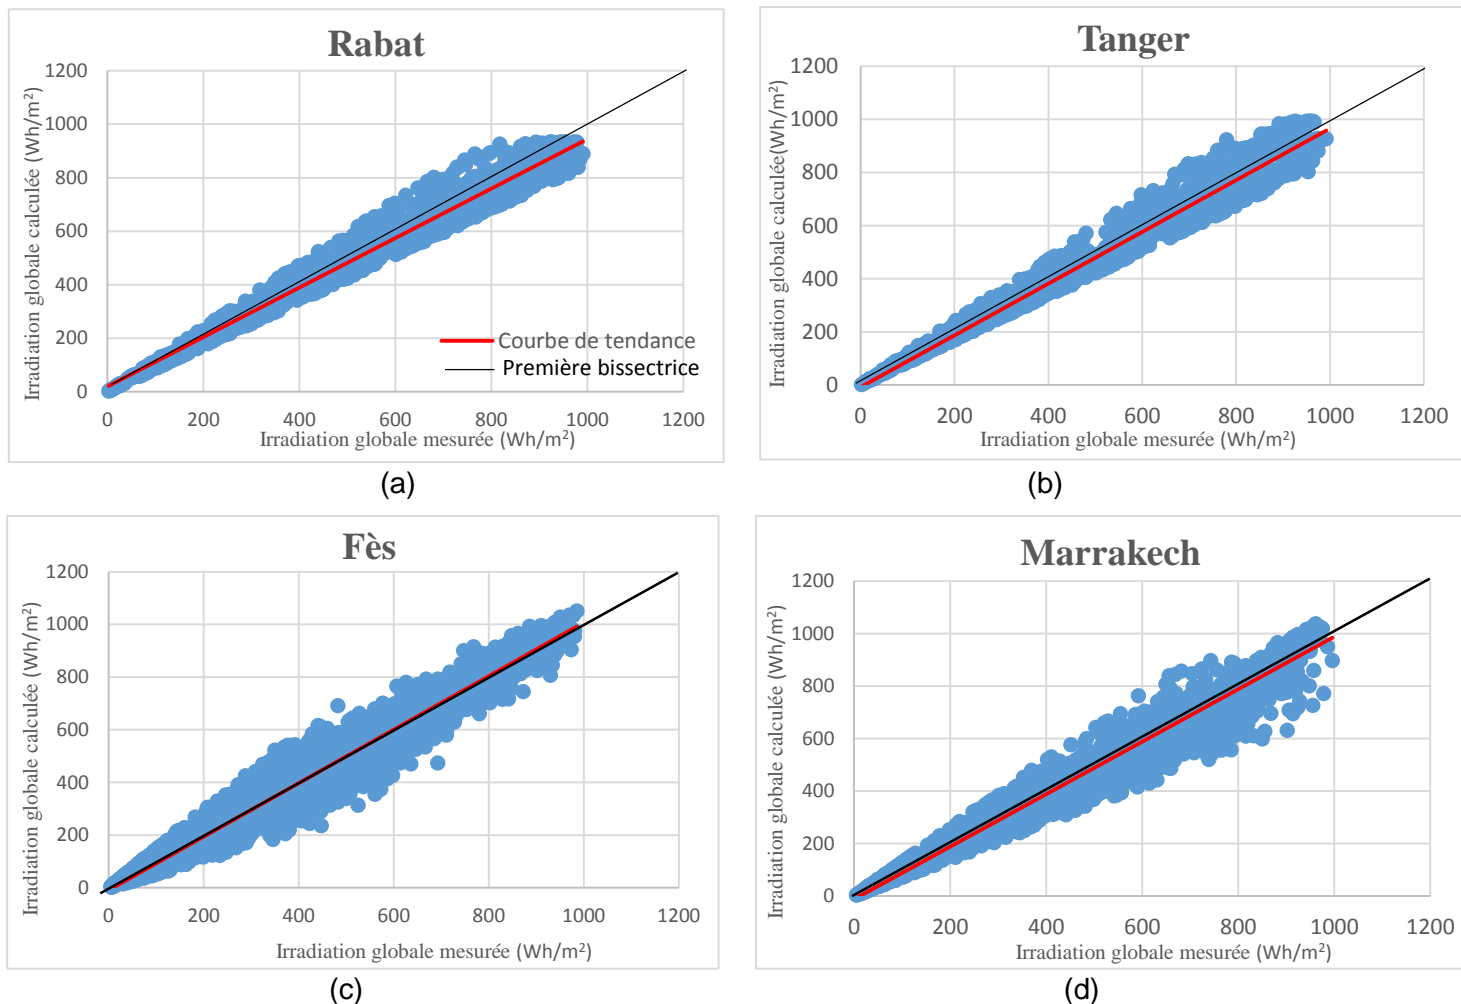 Rabat
Irradiation globale calculée (Wh/m²)
1200
1000
800
600
400
200
0
Courbe de tendance
Première bissectrice
0 200 400 600 800 1000 1200
Irradiation globale mesurée (Wh/m²)
(a)
Tanger
Irradiation globale calculée(Wh/m²)
1200
1000
800
600
400
200
0
0 200 400 600 800 1000 1200
Irradiation globale mesurée (Wh/m²)
(b)
Fès
Irradiation globale calculée (Wh/m²)
1200
1000
800
600
400
200
0
0 200 400 600 800 1000 1200
Irradiation globale mesurée (Wh/m²)
(c)
Marrakech
Irradiation globale calculée (Wh/m²)
1200
1000
800
600
400
200
0
0 200 400 600 800 1000 1200
Irradiation globale mesurée (Wh/m²)
(d)